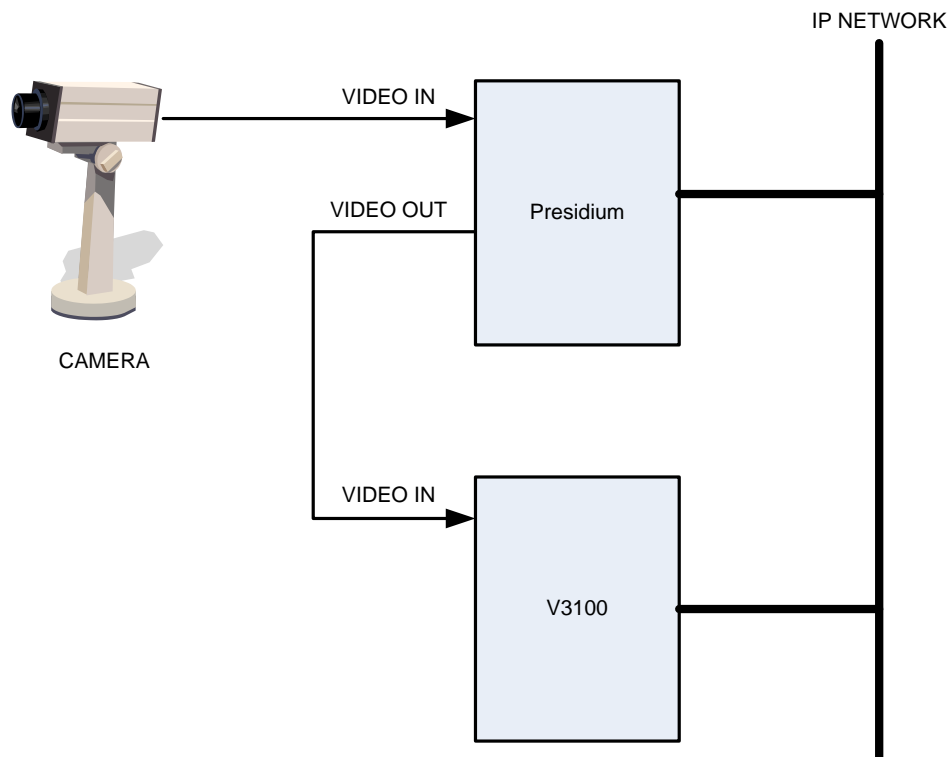 IP NETWORK
VIDEO IN
Presidium
VIDEO OUT
CAMERA
VIDEO IN
V3100